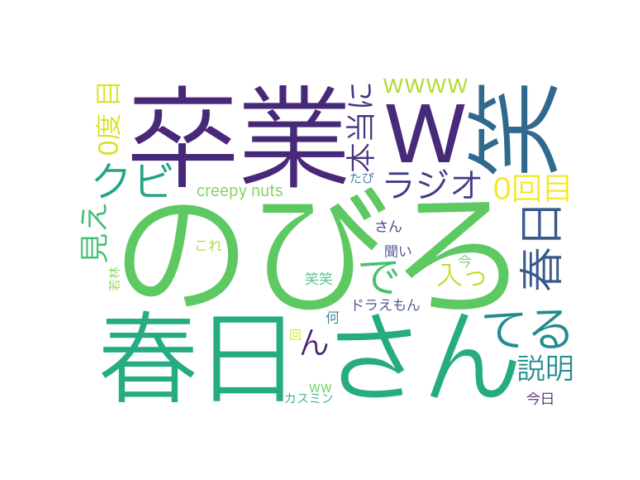 0度 目
卒業
本当に
wwww
w
笑
クビ
creepy nuts
たび
ラジオ
0回皿
見え
のびる
これ
さん
聞い
で
今
入っ
春日
若林
笑笑
ドラえもん
春日さん
何
回
ん
てる
説明
ww
カスミン
今日